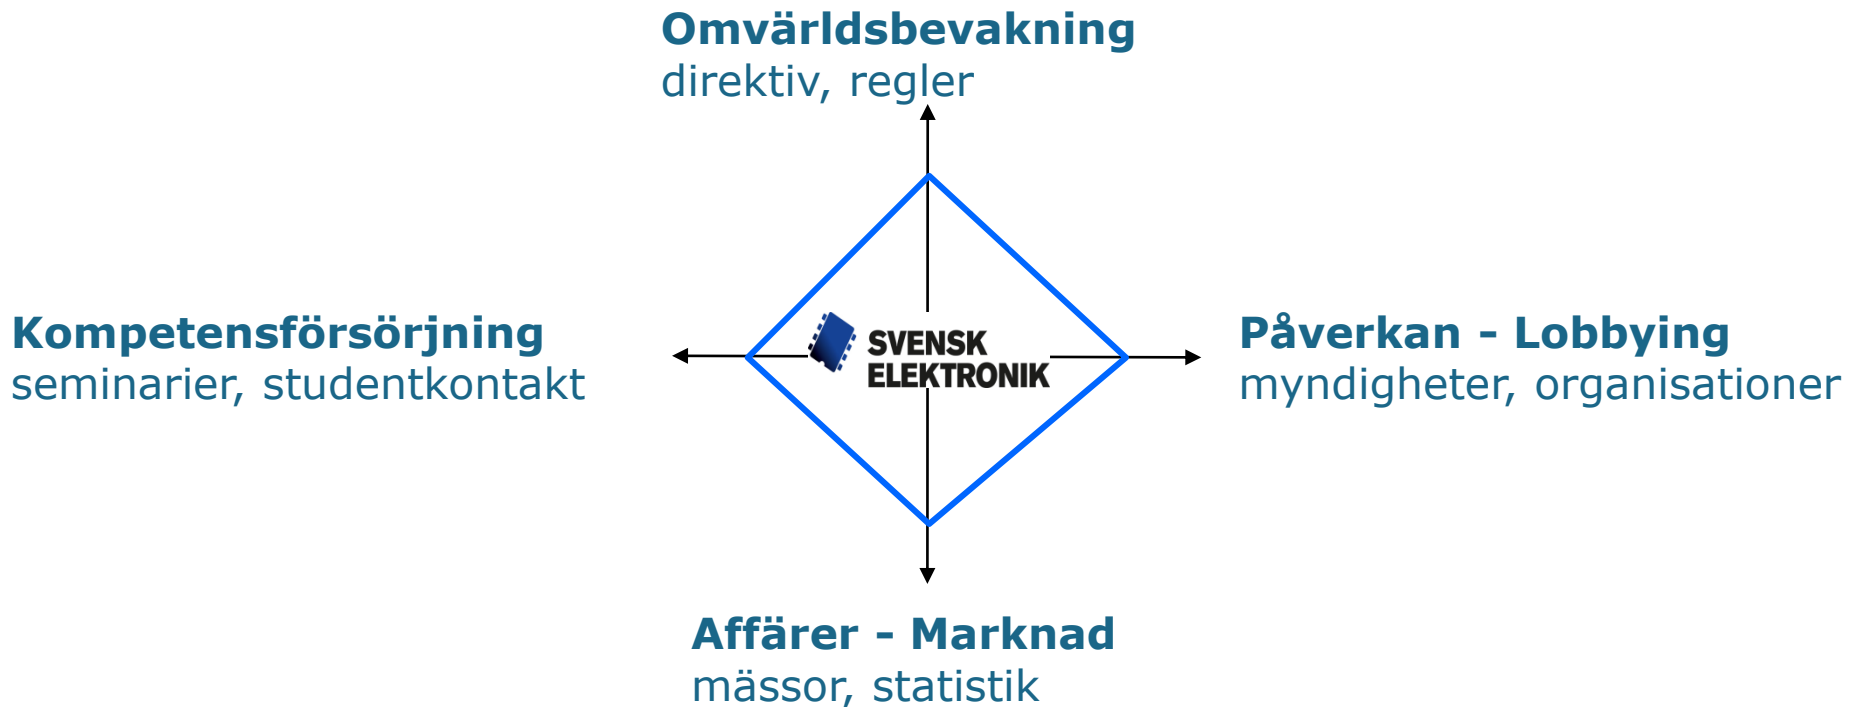 Omvärldsbevakning
direktiv, regler
Kompetensförsörjning
seminarier, studentkontakt
SVENSK
ELEKTRONIK
Påverkan - Lobbying
myndigheter, organisationer
Affärer - Marknad
mässor, statistik